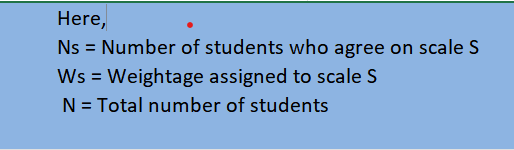 Here,
Ns = Number of students who agree on scale S
Ws = Weightage assigned to scale S
N = Total number of students